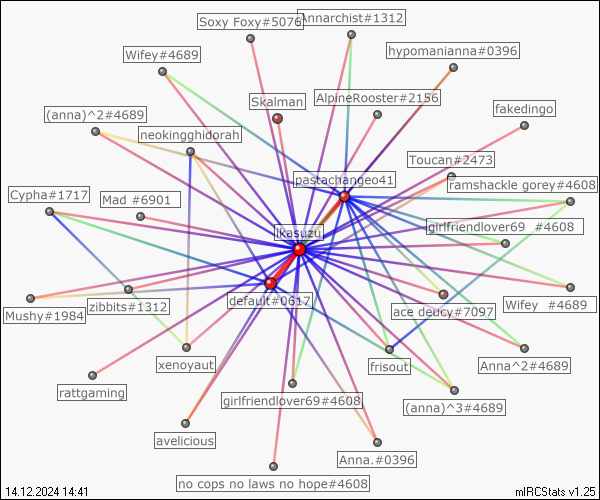 Soxy Foxy#5076
Annarchist#1312
Wifey#4689
hypomanianna#0396
Skalman
AlpineRooster#2156
fakedingo
(anna)^2#4689
neokingghidorah
Toucan#2473
pastachangeo41
ramshackle gorey#4608
Cypha#1717
Mad #6901
ikasuzu
girlfriendlover69 #4608
Mushy#1984
zibbits#1312
default#0617
ace deucy#7097
Wifey #4689
xenoyaut
frisout
Anna^2#4689
rattgaming
girlfriendlover69#4608
(anna)^3#4689
avelicious
Anna.#0396
no cops no laws no hope#4608
14.12.2024 14:41
mIRCStats v1.25